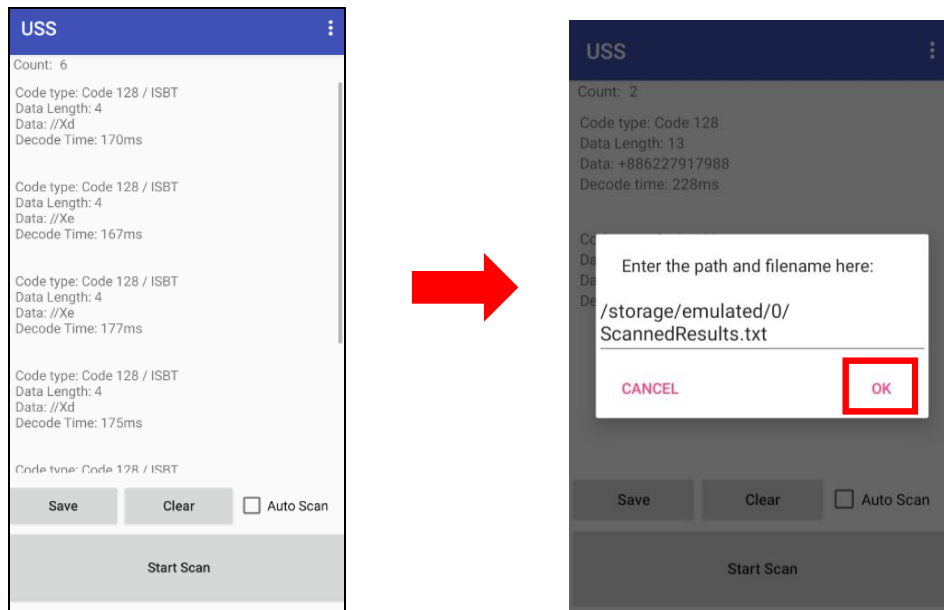 USS
Count: 6
Code type: Code 128 / ISBT
Data Length: 4
Data: //Xd
Decode Time: 170ms
Code type: Code 128 / ISBT
Data Length: 4
Data: //Xe
Decode Time: 167ms
Code type: Code 128 / ISBT
Data Length: 4
Data: //Xe
Decode Time: 177ms
Code type: Code 128 / ISBT
Data Length: 4
Data: //Xd
Decode Time: 175ms
Code type: Code 128 / ISBT
Save Clear Auto Scan
Start Scan
USS
Count: 2
Code type: Code 128
Data Length: 13
Data: +886227917988
Decode time: 228ms
Enter the path and filename here:
/storage/emulated/0/
ScannedResults.txt
CANCEL OK
Save Clear Auto Scan
Start Scan